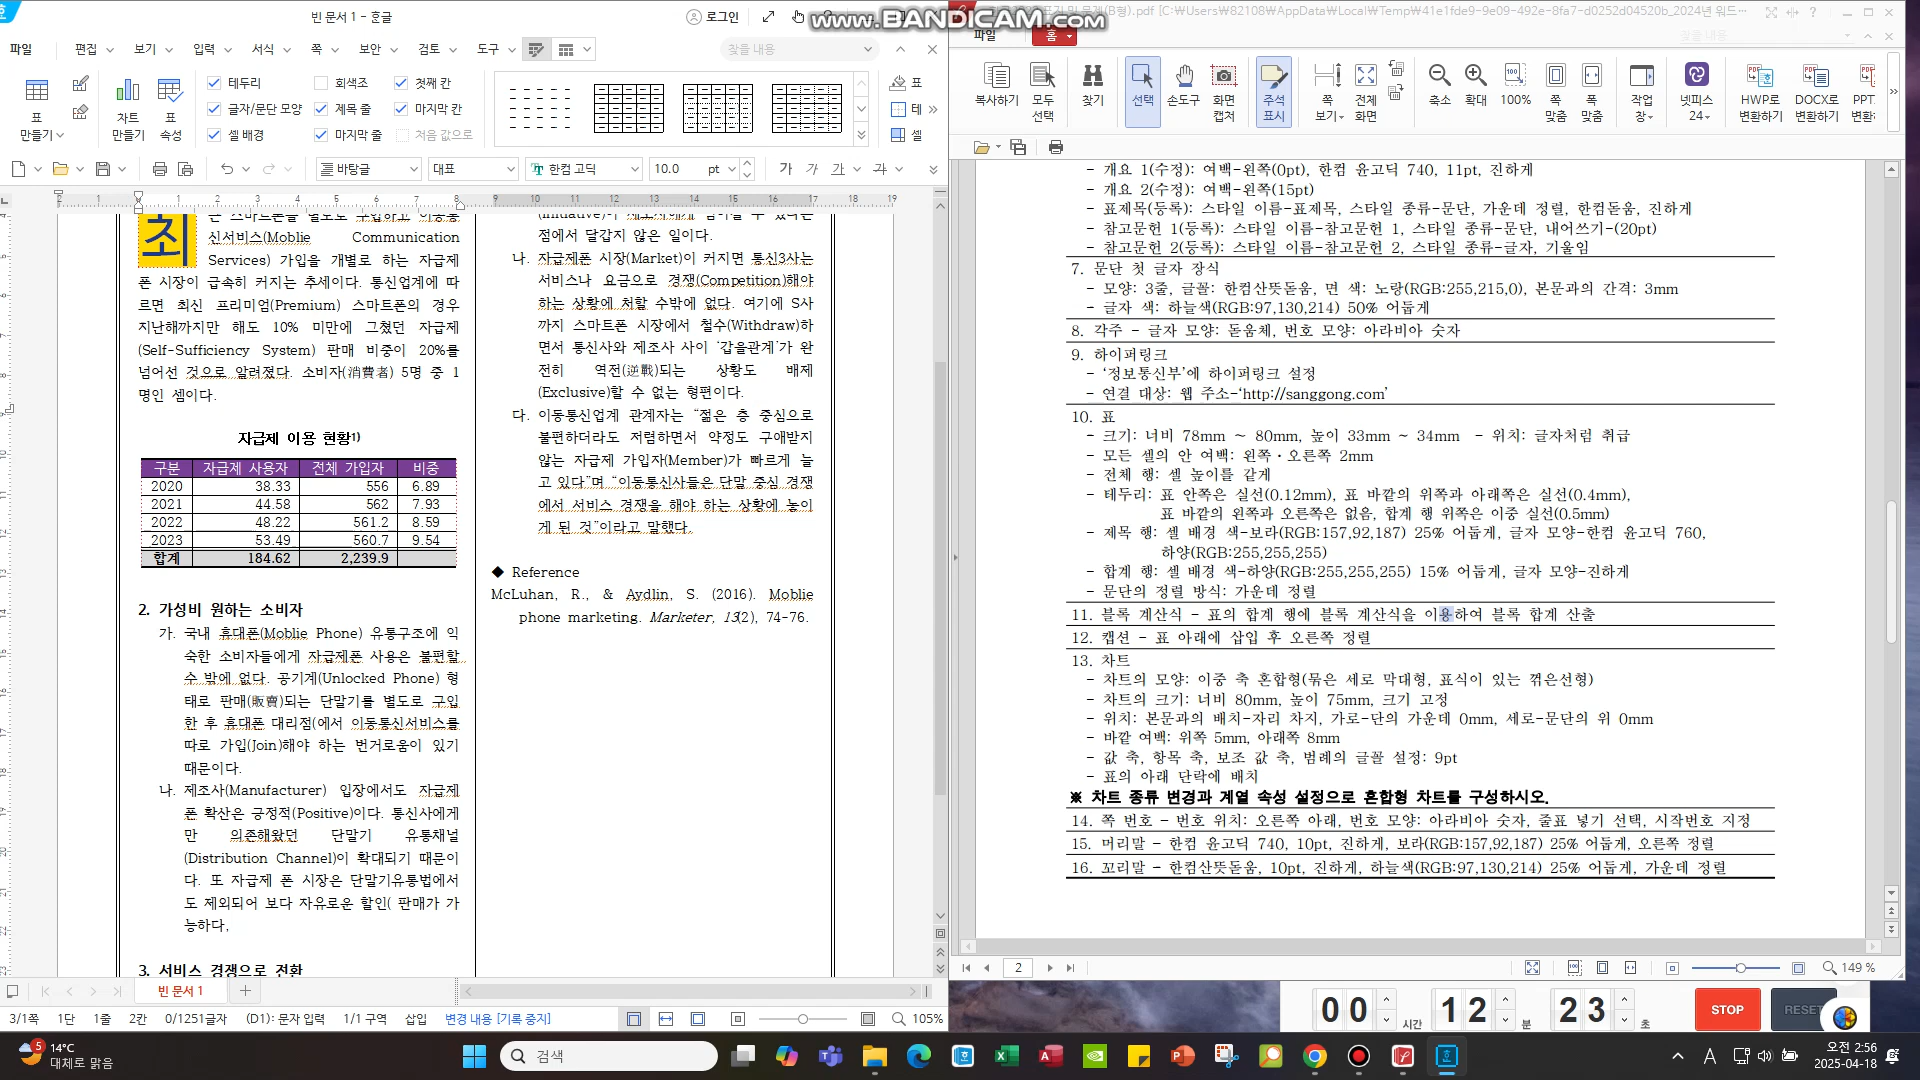 빈 문서 1 - 훈글
로그인
www.BANDICAM.com
(B형).pdf [C:₩Users₩82108₩AppData₩Local₩Temp₩41e1fde9-9e09-492e-8fa7-d0252d04520b_2024년 워드···
파일 편집 보기 입력 서식 쪽 보안 검토 도구 찾을 내용
파일 홈 찾을 내용
표 만들기
차트 만들기
표 속성
테두리 회색조 첫째 칸
글자/문단 모양 제목 줄 마지막 칸
셀 배경 마지막 줄 처음 값으로
표
테
셀
복사하기 모두 선택 찾기 선택 손도구 화면 캡처 주석 표시 쪽 보기 전체 화면 축소 확대 100% 쪽 맞춤 폭 맞춤 작업 창 넷피스 24 HWP로 변환하기 DOCX로 변환하기 PPT
바탕글 대표 한컴 고딕 10.0 pt 가 가 가 가
최
신서비스(Moblie Communication
Services) 가입을 개별로 하는 자급제
폰 시장이 급속히 커지는 추세이다. 통신업계에 따
르면 최신 프리미엄(Premium) 스마트폰의 경우
지난해까지만 해도 10% 미만에 그쳤던 자급제
(Self-Sufficiency System) 판매 비중이 20%를
넘어선 것으로 알려졌다. 소비자(消費者) 5명 중 1
명인 셈이다.
자급제 이용 현황1)
구분 자급제 사용자 전체 가입자 비중
2020 38.33 556 6.89
2021 44.58 562 7.93
2022 48.22 561.2 8.59
2023 53.49 560.7 9.54
합계 184.62 2,239.9
2. 가성비 원하는 소비자
가. 국내 휴대폰(Moblie Phone) 유통구조에 익
숙한 소비자들에게 자급제폰 사용은 불편할
수 밖에 없다. 공기계(Unlocked Phone) 형
태로 판매(販賣)되는 단말기를 별도로 구입
한 후 휴대폰 대리점(에서 이동통신서비스를
따로 가입(Join)해야 하는 번거로움이 있기
때문이다.
나. 제조사(Manufacturer) 입장에서도 자급제
폰 확산은 긍정적(Positive)이다. 통신사에게
만 의존해왔던 단말기 유통채널
(Distribution Channel)이 확대되기 때문이
다. 또 자급제 폰 시장은 단말기유통법에서
도 제외되어 보다 자유로운 할인( 판매가 가
능하다,
3. 서비스 경쟁으로 전환
점에서 달갑지 않은 일이다.
나. 자급제폰 시장(Market)이 커지면 통신3사는
서비스나 요금으로 경쟁(Competition)해야
하는 상황에 처할 수밖에 없다. 여기에 S사
까지 스마트폰 시장에서 철수(Withdraw)하
면서 통신사와 제조사 사이 ‘갑을관계’가 완
전히 역전(逆戰)되는 상황도 배제
(Exclusive)할 수 없는 형편이다.
다. 이동통신업계 관계자는 “젊은 층 중심으로
불편하더라도 저렴하면서 약정도 구애받지
않는 자급제 가입자(Member)가 빠르게 늘
고 있다”며 “이동통신사들은 단말 중심 경쟁
에서 서비스 경쟁을 해야 하는 상황에 놓이
게 된 것”이라고 말했다.
◆ Reference
McLuhan, R., & Aydlin, S. (2016). Moblie
phone marketing. Marketer, 13(2), 74-76.
- 개요 1(수정): 여백-왼쪽(0pt), 한컴 윤고딕 740, 11pt, 진하게
- 개요 2(수정): 여백-왼쪽(15pt)
- 표제목(등록): 스타일 이름-표제목, 스타일 종류-문단, 가운데 정렬, 한컴돋움, 진하게
- 참고문헌 1(등록): 스타일 이름-참고문헌 1, 스타일 종류-문단, 내어쓰기-(20pt)
- 참고문헌 2(등록): 스타일 이름-참고문헌 2, 스타일 종류-글자, 기울임
7. 문단 첫 글자 장식
- 모양: 3줄, 글꼴: 한컴산뜻돋움, 면 색: 노랑(RGB:255,215,0), 본문과의 간격: 3mm
- 글자 색: 하늘색(RGB:97,130,214) 50% 어둡게
8. 각주 - 글자 모양: 돋움체, 번호 모양: 아라비아 숫자
9. 하이퍼링크
- ‘정보통신부’에 하이퍼링크 설정
- 연결 대상: 웹 주소-‘http://sanggong.com’
10. 표
- 크기: 너비 78mm ~ 80mm, 높이 33mm ~ 34mm - 위치: 글자처럼 취급
- 모든 셀의 안 여백: 왼쪽·오른쪽 2mm
- 전체 행: 셀 높이를 같게
- 테두리: 표 안쪽은 실선(0.12mm), 표 바깥의 위쪽과 아래쪽은 실선(0.4mm),
표 바깥의 왼쪽과 오른쪽은 없음, 합계 행 위쪽은 이중 실선(0.5mm)
- 제목 행: 셀 배경 색-보라(RGB:157,92,187) 25% 어둡게, 글자 모양-한컴 윤고딕 760,
하양(RGB:255,255,255)
- 합계 행: 셀 배경 색-하양(RGB:255,255,255) 15% 어둡게, 글자 모양-진하게
- 문단의 정렬 방식: 가운데 정렬
11. 블록 계산식 - 표의 합계 행에 블록 계산식을 이용하여 블록 합계 산출
12. 캡션 - 표 아래에 삽입 후 오른쪽 정렬
13. 차트
- 차트의 모양: 이중 축 혼합형(묶은 세로 막대형, 표식이 있는 꺾은선형)
- 차트의 크기: 너비 80mm, 높이 75mm, 크기 고정
- 위치: 본문과의 배치-자리 차지, 가로-단의 가운데 0mm, 세로-문단의 위 0mm
- 바깥 여백: 위쪽 5mm, 아래쪽 8mm
- 값 축, 항목 축, 보조 값 축, 범례의 글꼴 설정: 9pt
- 표의 아래 단락에 배치
※ 차트 종류 변경과 계열 속성 설정으로 혼합형 차트를 구성하시오.
14. 쪽 번호 - 번호 위치: 오른쪽 아래, 번호 모양: 아라비아 숫자, 줄표 넣기 선택, 시작번호 지정
15. 머리말 - 한컴 윤고딕 740, 10pt, 진하게, 보라(RGB:157,92,187) 25% 어둡게, 오른쪽 정렬
16. 꼬리말 - 한컴산뜻돋움, 10pt, 진하게, 하늘색(RGB:97,130,214) 25% 어둡게, 가운데 정렬
2
149 %
빈 문서 1
3/1쪽 1단 1줄 2칸 0/1251글자 (D1): 문자 입력 1/1 구역 삽입 변경 내용 [기록 중지] 105%
00 시간 12 분 23 초 STOP RESET
14°C
대체로 맑음
검색
A
오전 2:56
2025-04-18